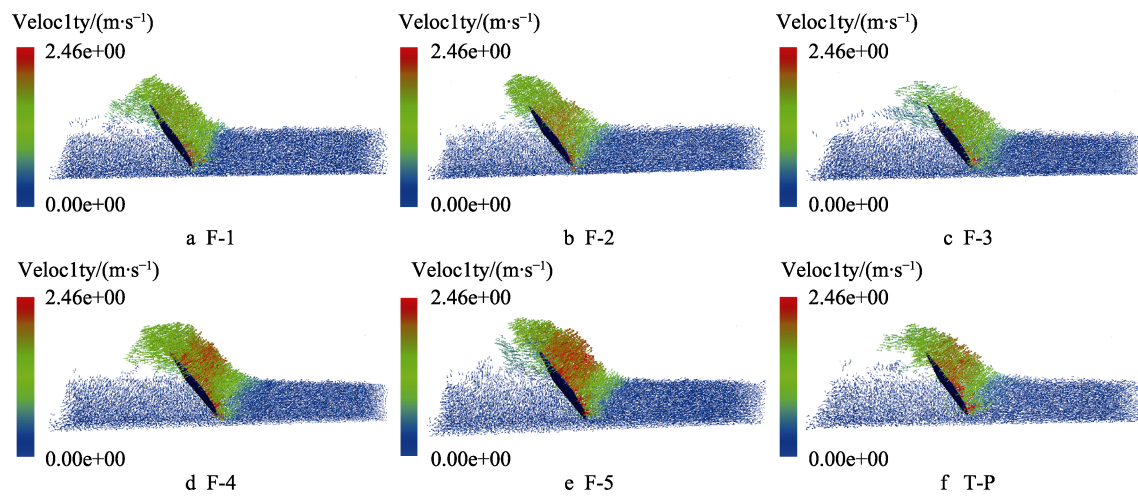 Veloc1ty/(m·s⁻¹) Veloc1ty/(m·s⁻¹) Veloc1ty/(m·s⁻¹)
2.46e+00 2.46e+00 2.46e+00
0.00e+00 0.00e+00 0.00e+00
a F-1 b F-2 c F-3
Veloc1ty/(m·s⁻¹) Veloc1ty/(m·s⁻¹) Veloc1ty/(m·s⁻¹)
2.46e+00 2.46e+00 2.46e+00
0.00e+00 0.00e+00 0.00e+00
d F-4 e F-5 f T-P